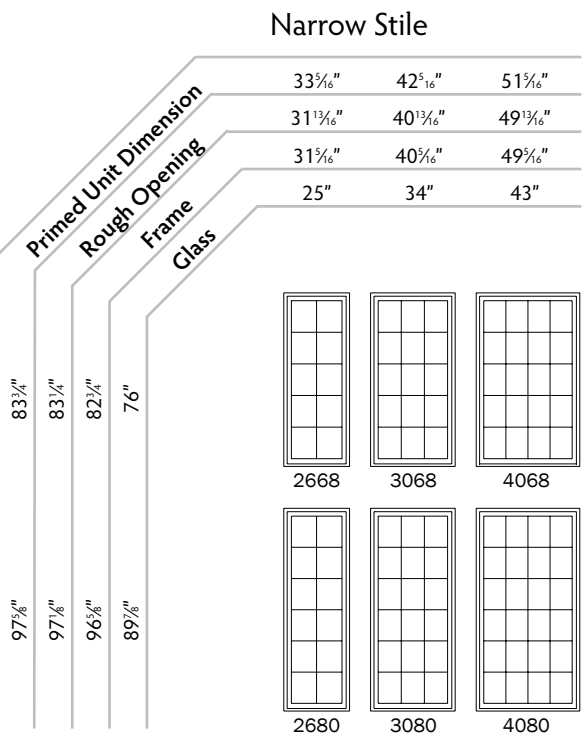 Narrow Stile
33⁵⁄₁₆" 42⁵₁₆" 51⁵⁄₁₆"
31¹³⁄₁₆" 40¹³⁄₁₆" 49¹³⁄₁₆"
31⁵⁄₁₆" 40⁵⁄₁₆" 49⁵⁄₁₆"
25" 34" 43"
Primed Unit Dimension
Rough Opening
Frame
Glass
83¾" 83¼" 82¾" 76"
2668 3068 4068
97⅝" 97⅛" 96⅝" 89⅞"
2680 3080 4080